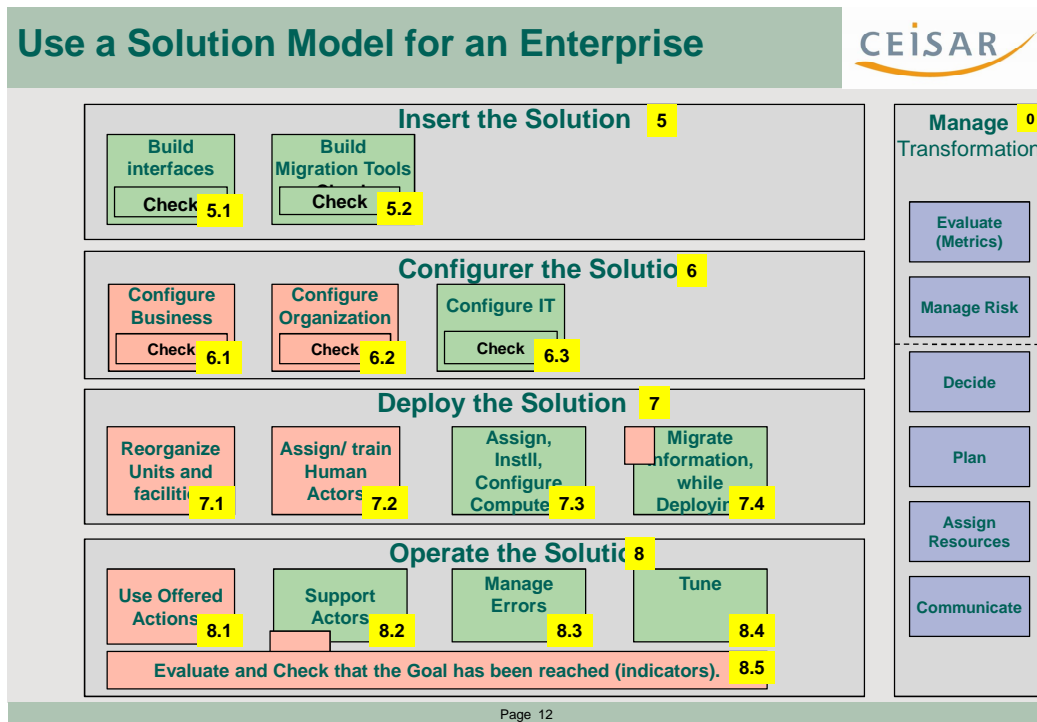 Use a Solution Model for an Enterprise
CEiSAR
Insert the Solution 5
Build
interfaces
Check 5.1
Build
Migration Tools
Check 5.2
Configurer the Solutio 6
Configure
Business
Check 6.1
Configure
Organization
Check 6.2
Configure IT
Check 6.3
Deploy the Solution 7
Reorganize
Units and
faciliti 7.1
Assign/ train
Human
Actors 7.2
Assign,
Instll,
Configure
Compute 7.3
Migrate
nformation,
while
Deployin 7.4
Operate the Solutio 8
Use Offered
Actions 8.1
Support
Actors 8.2
Manage
Errors 8.3
Tune
8.4
Evaluate and Check that the Goal has been reached (indicators). 8.5
Manage 0
Transformation
Evaluate
(Metrics)
Manage Risk
Decide
Plan
Assign
Resources
Communicate
Page 12